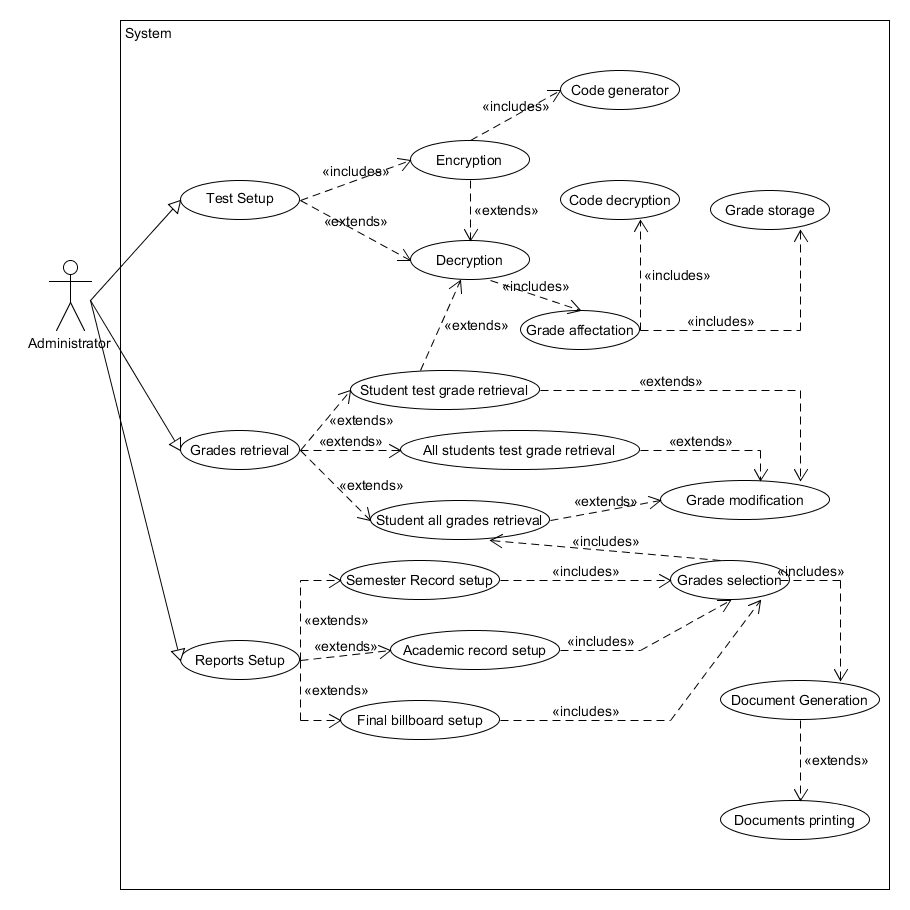 System
Code generator
«includes»
Encryption
«includes»
Test Setup
Code decryption
Grade storage
«extends»
«extends»
Decryption
«includes»
«includes»
«includes»
«extends»
Grade affectation
Administrator
Student test grade retrieval
«extends»
«extends»
Grades retrieval
«extends»
All students test grade retrieval
«extends»
«extends»
Student all grades retrieval
«extends»
Grade modification
«includes»
Semester Record setup
«includes»
Grades selection
«includes»
«extends»
Reports Setup
«extends»
Academic record setup
«includes»
«extends»
Final billboard setup
«includes»
Document Generation
«extends»
Documents printing